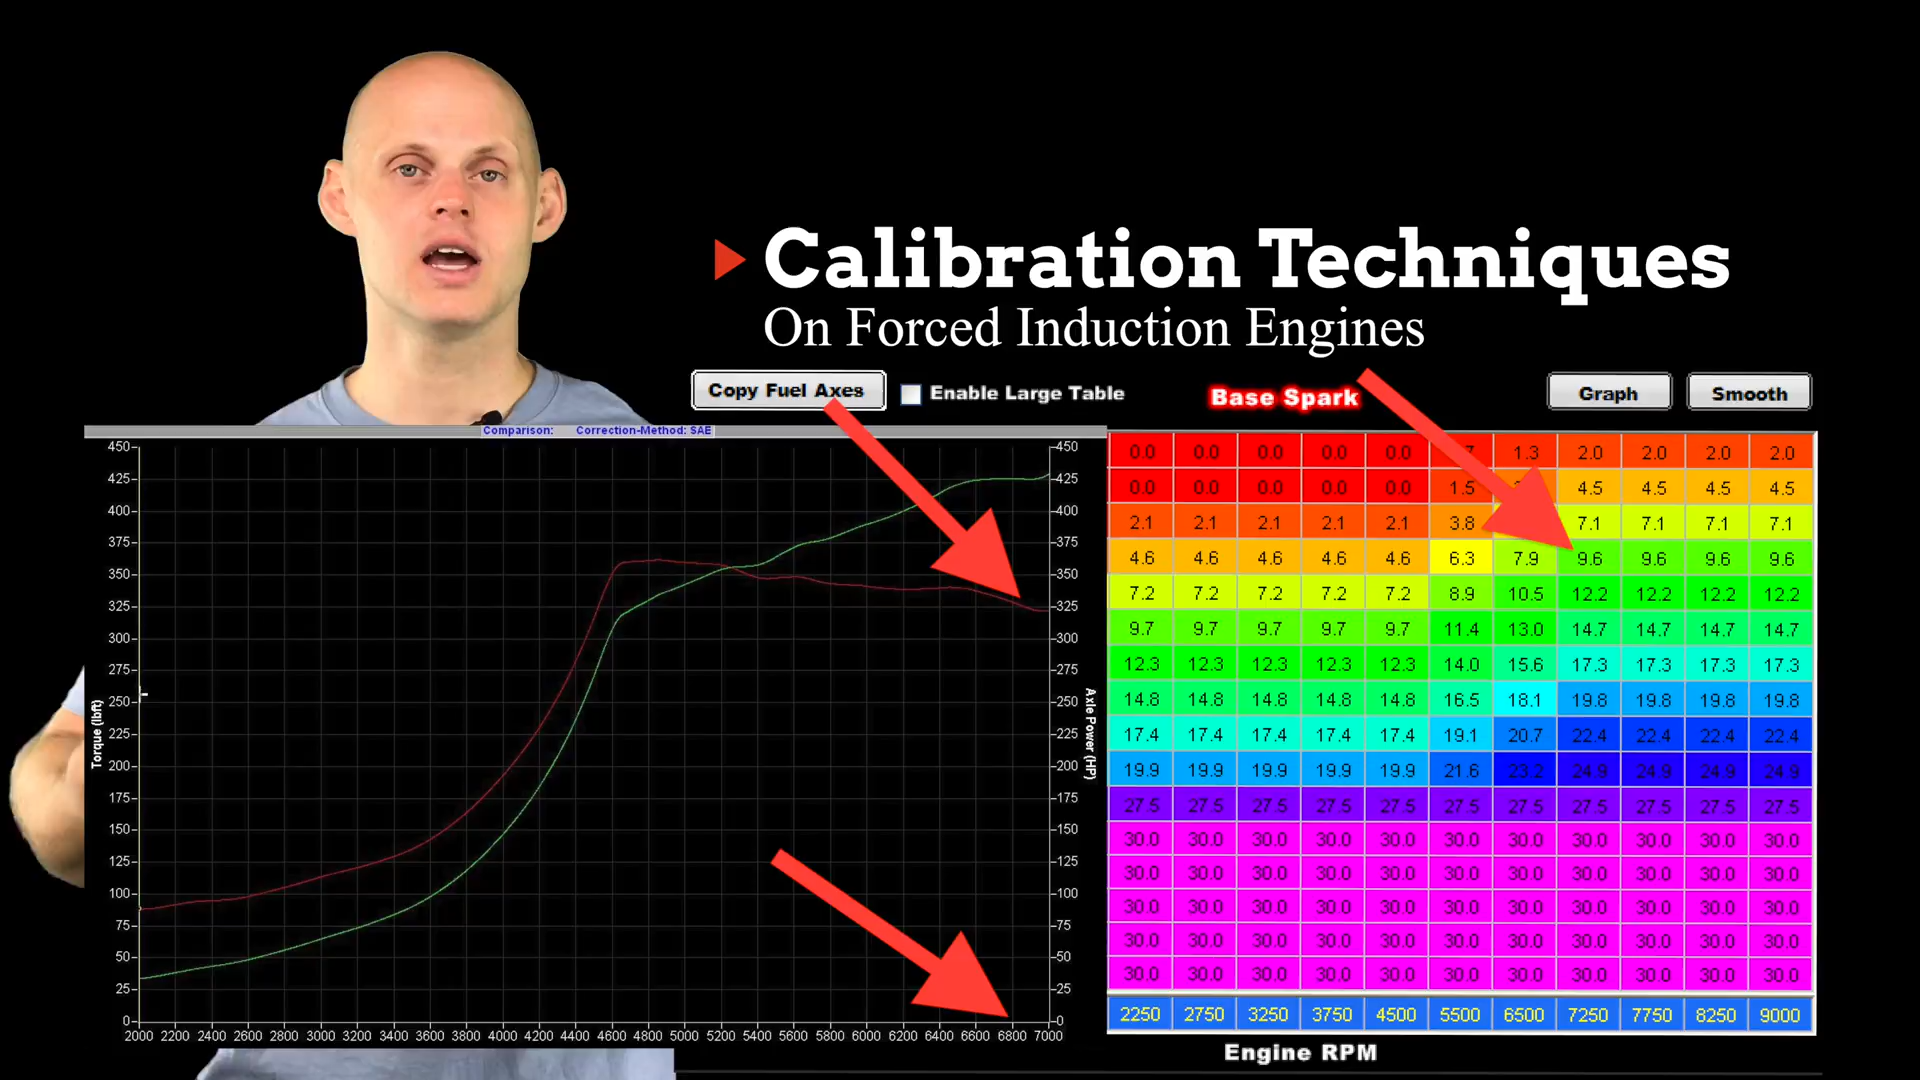 Calibration Techniques
On Forced Induction Engines
Copy Fuel Axes
Enable Large Table
Base Spark
Graph
Smooth
Comparison: Correction-Method: SAE
450
425
400
375
350
325
300
275
250
225
200
175
150
125
100
75
50
25
0
Torque (lbft)
2000 2200 2400 2600 2800 3000 3200 3400 3600 3800 4000 4200 4400 4600 4800 5000 5200 5400 5600 5800 6000 6200 6400 6600 6800 7000
450
425
400
375
350
325
300
275
250
225
200
175
150
125
100
75
50
25
0
Axle Power (HP)
0.0 0.0 0.0 0.0 0.0 1.3 2.0 2.0 2.0 2.0
0.0 0.0 0.0 0.0 0.0 1.5 4.5 4.5 4.5 4.5
2.1 2.1 2.1 2.1 2.1 3.8 7.1 7.1 7.1 7.1
4.6 4.6 4.6 4.6 4.6 6.3 7.9 9.6 9.6 9.6 9.6
7.2 7.2 7.2 7.2 7.2 8.9 10.5 12.2 12.2 12.2 12.2
9.7 9.7 9.7 9.7 9.7 11.4 13.0 14.7 14.7 14.7 14.7
12.3 12.3 12.3 12.3 12.3 14.0 15.6 17.3 17.3 17.3 17.3
14.8 14.8 14.8 14.8 14.8 16.5 18.1 19.8 19.8 19.8 19.8
17.4 17.4 17.4 17.4 17.4 19.1 20.7 22.4 22.4 22.4 22.4
19.9 19.9 19.9 19.9 19.9 21.6 23.2 24.9 24.9 24.9 24.9
27.5 27.5 27.5 27.5 27.5 27.5 27.5 27.5 27.5 27.5 27.5
30.0 30.0 30.0 30.0 30.0 30.0 30.0 30.0 30.0 30.0 30.0
30.0 30.0 30.0 30.0 30.0 30.0 30.0 30.0 30.0 30.0 30.0
30.0 30.0 30.0 30.0 30.0 30.0 30.0 30.0 30.0 30.0 30.0
30.0 30.0 30.0 30.0 30.0 30.0 30.0 30.0 30.0 30.0 30.0
30.0 30.0 30.0 30.0 30.0 30.0 30.0 30.0 30.0 30.0 30.0
2250 2750 3250 3750 4500 5500 6500 7250 7750 8250 9000
Engine RPM